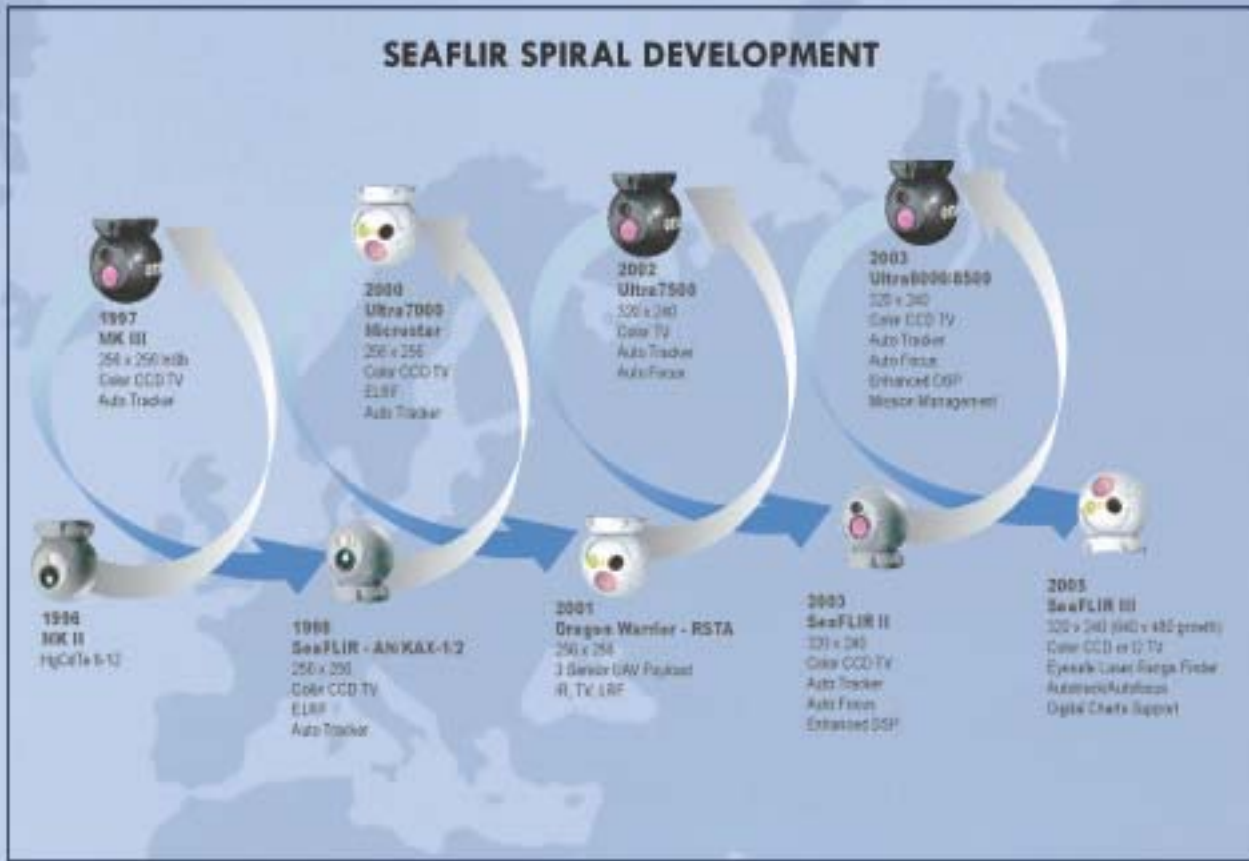 SEAFLIR SPIRAL DEVELOPMENT
1997
MK III
256 x 256 InSb
Color CCD TV
Auto Tracker
2000
Ultra7000
Microstar
256 x 256
Color CCD TV
ELRF
Auto Tracker
2002
Ultra7500
320 x 240
Color TV
Auto Tracker
Auto Focus
2003
Ultra8000/8500
320 x 240
Color CCD TV
Auto Tracker
Auto Focus
Enhanced DSP
Mission Management
1996
MK II
HgCdTe 8-12
1998
SeaFLIR - AN/KAX-1/2
256 x 256
Color CCD TV
ELRF
Auto Tracker
2001
Dragon Warrior - RSTA
256 x 256
3 Sensor UAV Payload
IR, TV, LRF
2003
SeaFLIR II
320 x 240
Color CCD TV
Auto Tracker
Auto Focus
Enhanced DSP
2005
SeaFLIR III
320 x 240 (640 x 480 growth)
Color CCD or I2 TV
Eyesafe Laser Range Finder
Autotrack/Autofocus
Digital Charts Support